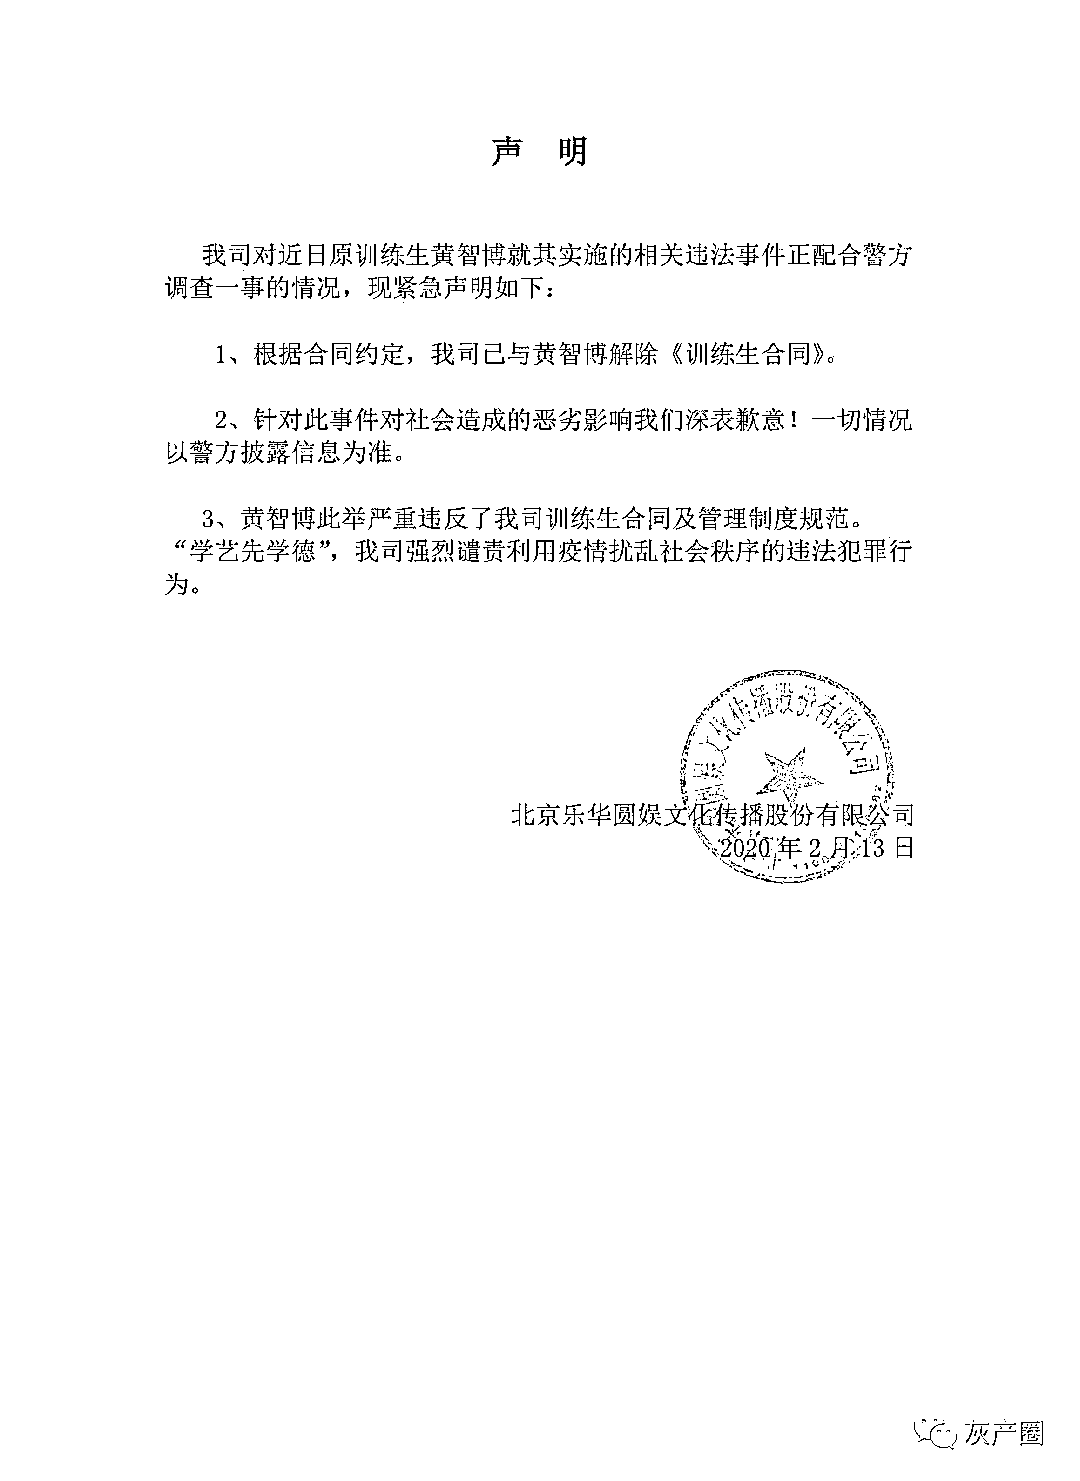 声 明
我司对近日原训练生黄智博就其实施的相关违法事件正配合警方
调查一事的情况，现紧急声明如下：
1、根据合同约定，我司已与黄智博解除《训练生合同》。
2、针对此事件对社会造成的恶劣影响我们深表歉意！一切情况
以警方披露信息为准。
3、黄智博此举严重违反了我司训练生合同及管理制度规范。
“学艺先学德”，我司强烈谴责利用疫情扰乱社会秩序的违法犯罪行
为。
文化传播股份有限公司
北京乐华圆娱文化传播股份有限公司
2020 年 2 月 13 日
灰产圈